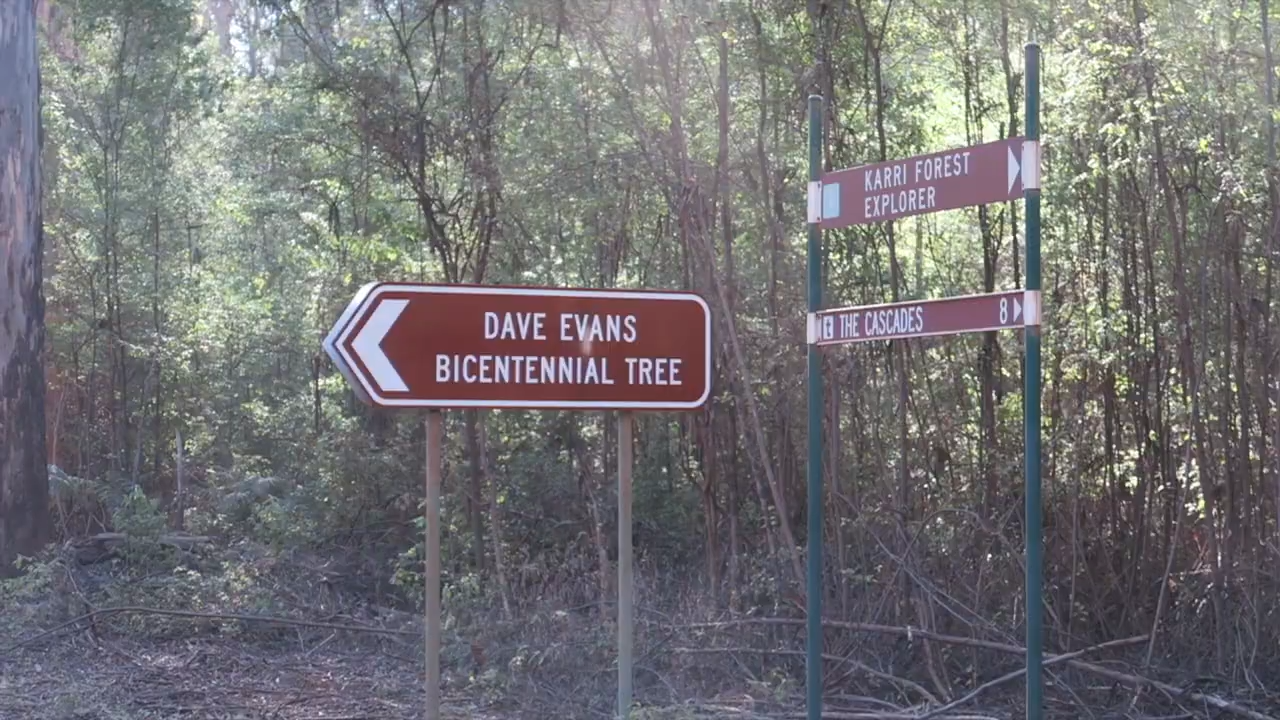 DAVE EVANS
BICENTENNIAL TREE
KARRI FOREST
EXPLORER
THE CASCADES 8